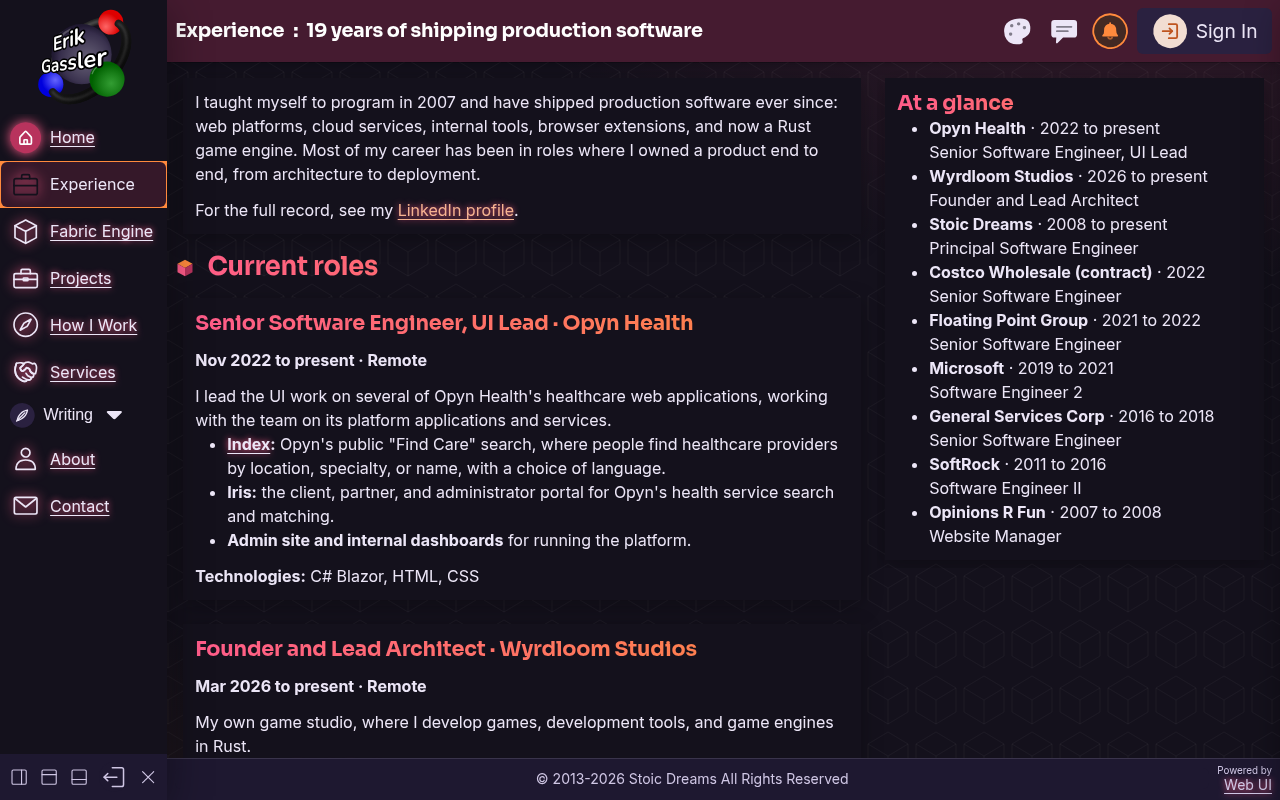 Erik
Gassler
Home
Experience
Fabric Engine
Projects
How I Work
Services
Writing
About
Contact
Experience : 19 years of shipping production software
Sign In
I taught myself to program in 2007 and have shipped production software ever since:
web platforms, cloud services, internal tools, browser extensions, and now a Rust
game engine. Most of my career has been in roles where I owned a product end to
end, from architecture to deployment.
For the full record, see my LinkedIn profile.
Current roles
Senior Software Engineer, UI Lead · Opyn Health
Nov 2022 to present · Remote
I lead the UI work on several of Opyn Health's healthcare web applications, working
with the team on its platform applications and services.
Index: Opyn's public "Find Care" search, where people find healthcare providers
by location, specialty, or name, with a choice of language.
Iris: the client, partner, and administrator portal for Opyn's health service search
and matching.
Admin site and internal dashboards for running the platform.
Technologies: C# Blazor, HTML, CSS
Founder and Lead Architect · Wyrdloom Studios
Mar 2026 to present · Remote
My own game studio, where I develop games, development tools, and game engines
in Rust.
At a glance
Opyn Health · 2022 to present
Senior Software Engineer, UI Lead
Wyrdloom Studios · 2026 to present
Founder and Lead Architect
Stoic Dreams · 2008 to present
Principal Software Engineer
Costco Wholesale (contract) · 2022
Senior Software Engineer
Floating Point Group · 2021 to 2022
Senior Software Engineer
Microsoft · 2019 to 2021
Software Engineer 2
General Services Corp · 2016 to 2018
Senior Software Engineer
SoftRock · 2011 to 2016
Software Engineer II
Opinions R Fun · 2007 to 2008
Website Manager
© 2013-2026 Stoic Dreams All Rights Reserved
Powered by
Web UI